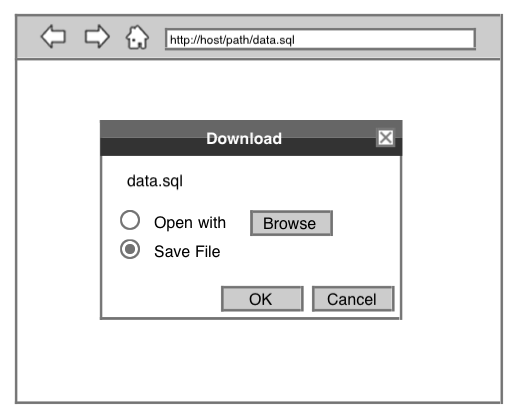 http://host/path/data.sql
Download
data.sql
Open with
Browse
Save File
OK
Cancel